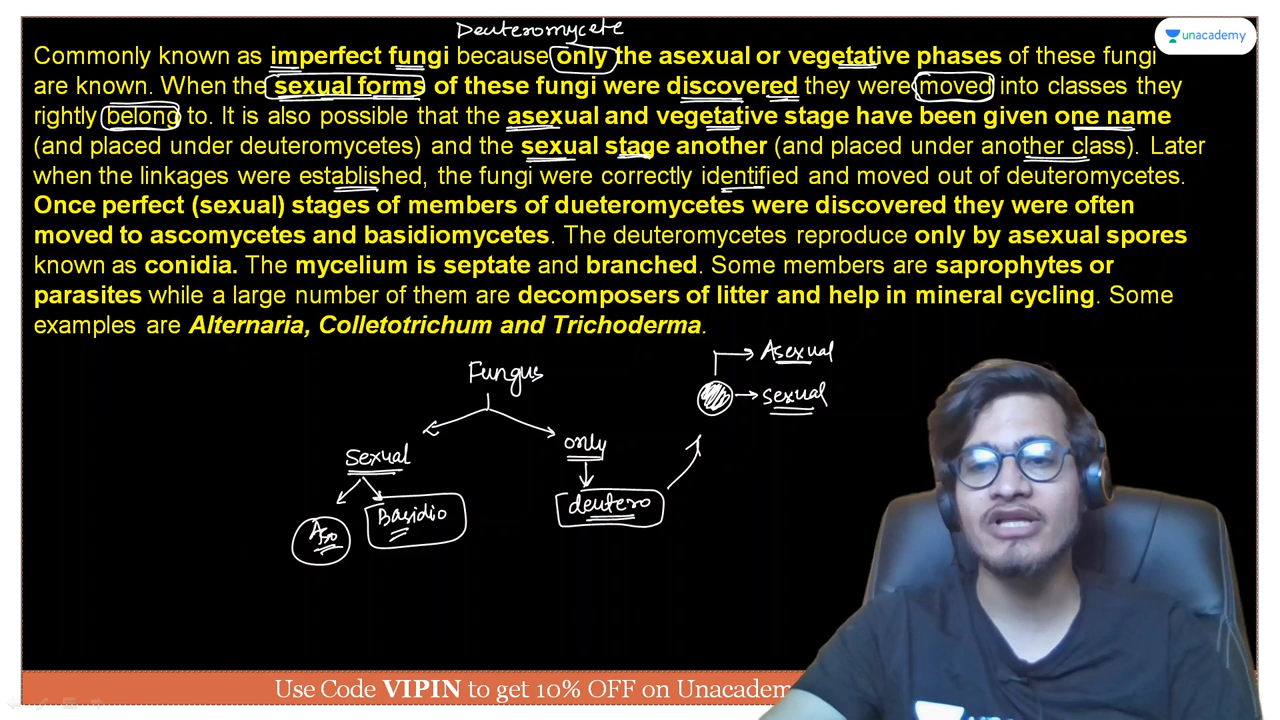 Deuteromycete
unacademy
Commonly known as imperfect fungi because only the asexual or vegetative phases of these fungi
are known. When the sexual forms of these fungi were discovered they were moved into classes they
rightly belong to. It is also possible that the asexual and vegetative stage have been given one name
(and placed under deuteromycetes) and the sexual stage another (and placed under another class). Later
when the linkages were established, the fungi were correctly identified and moved out of deuteromycetes.
Once perfect (sexual) stages of members of dueteromycetes were discovered they were often
moved to ascomycetes and basidiomycetes. The deuteromycetes reproduce only by asexual spores
known as conidia. The mycelium is septate and branched. Some members are saprophytes or
parasites while a large number of them are decomposers of litter and help in mineral cycling. Some
examples are Alternaria, Colletotrichum and Trichoderma.
Asexual
Fungus
sexual
only
Sexual
deutero
Basidio
Use Code VIPIN to get 10% OFF on Unacadem